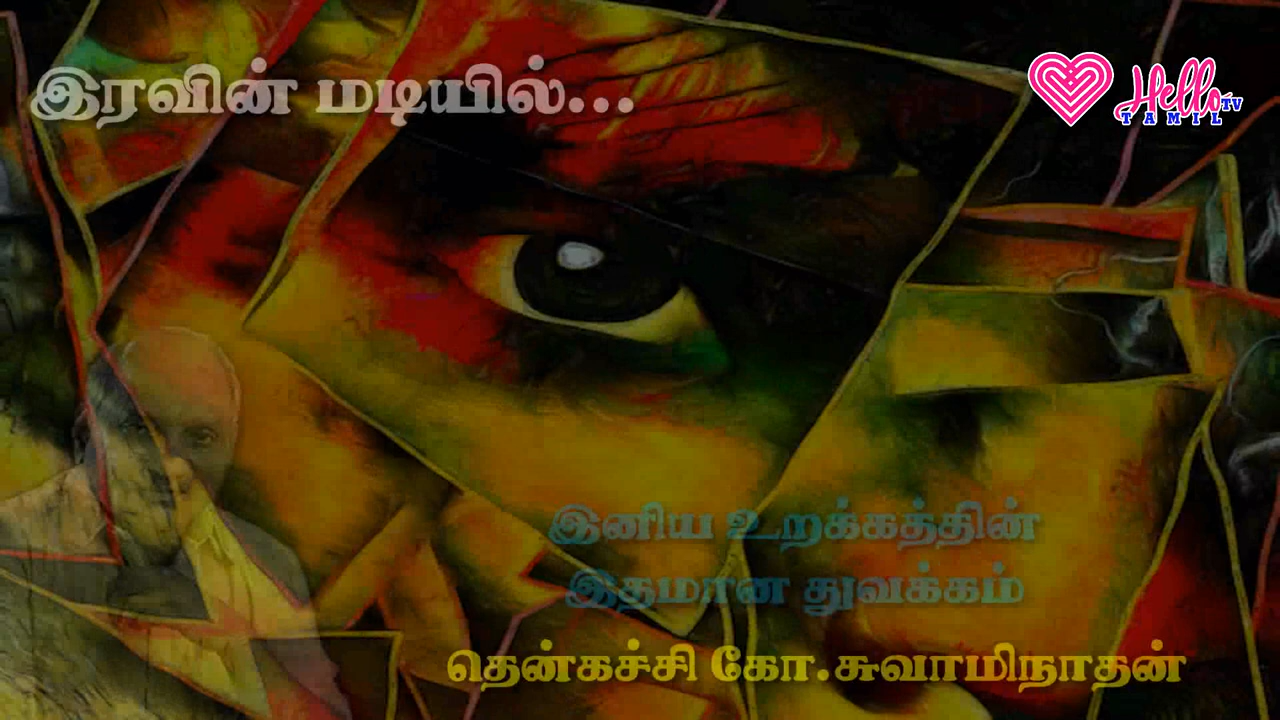 இரவின் மடியில்...
Hello TV
TAMIL
இனிய உறக்கத்தின்
இதமான துவக்கம்
தென்கச்சி கோ.சுவாமிநாதன்